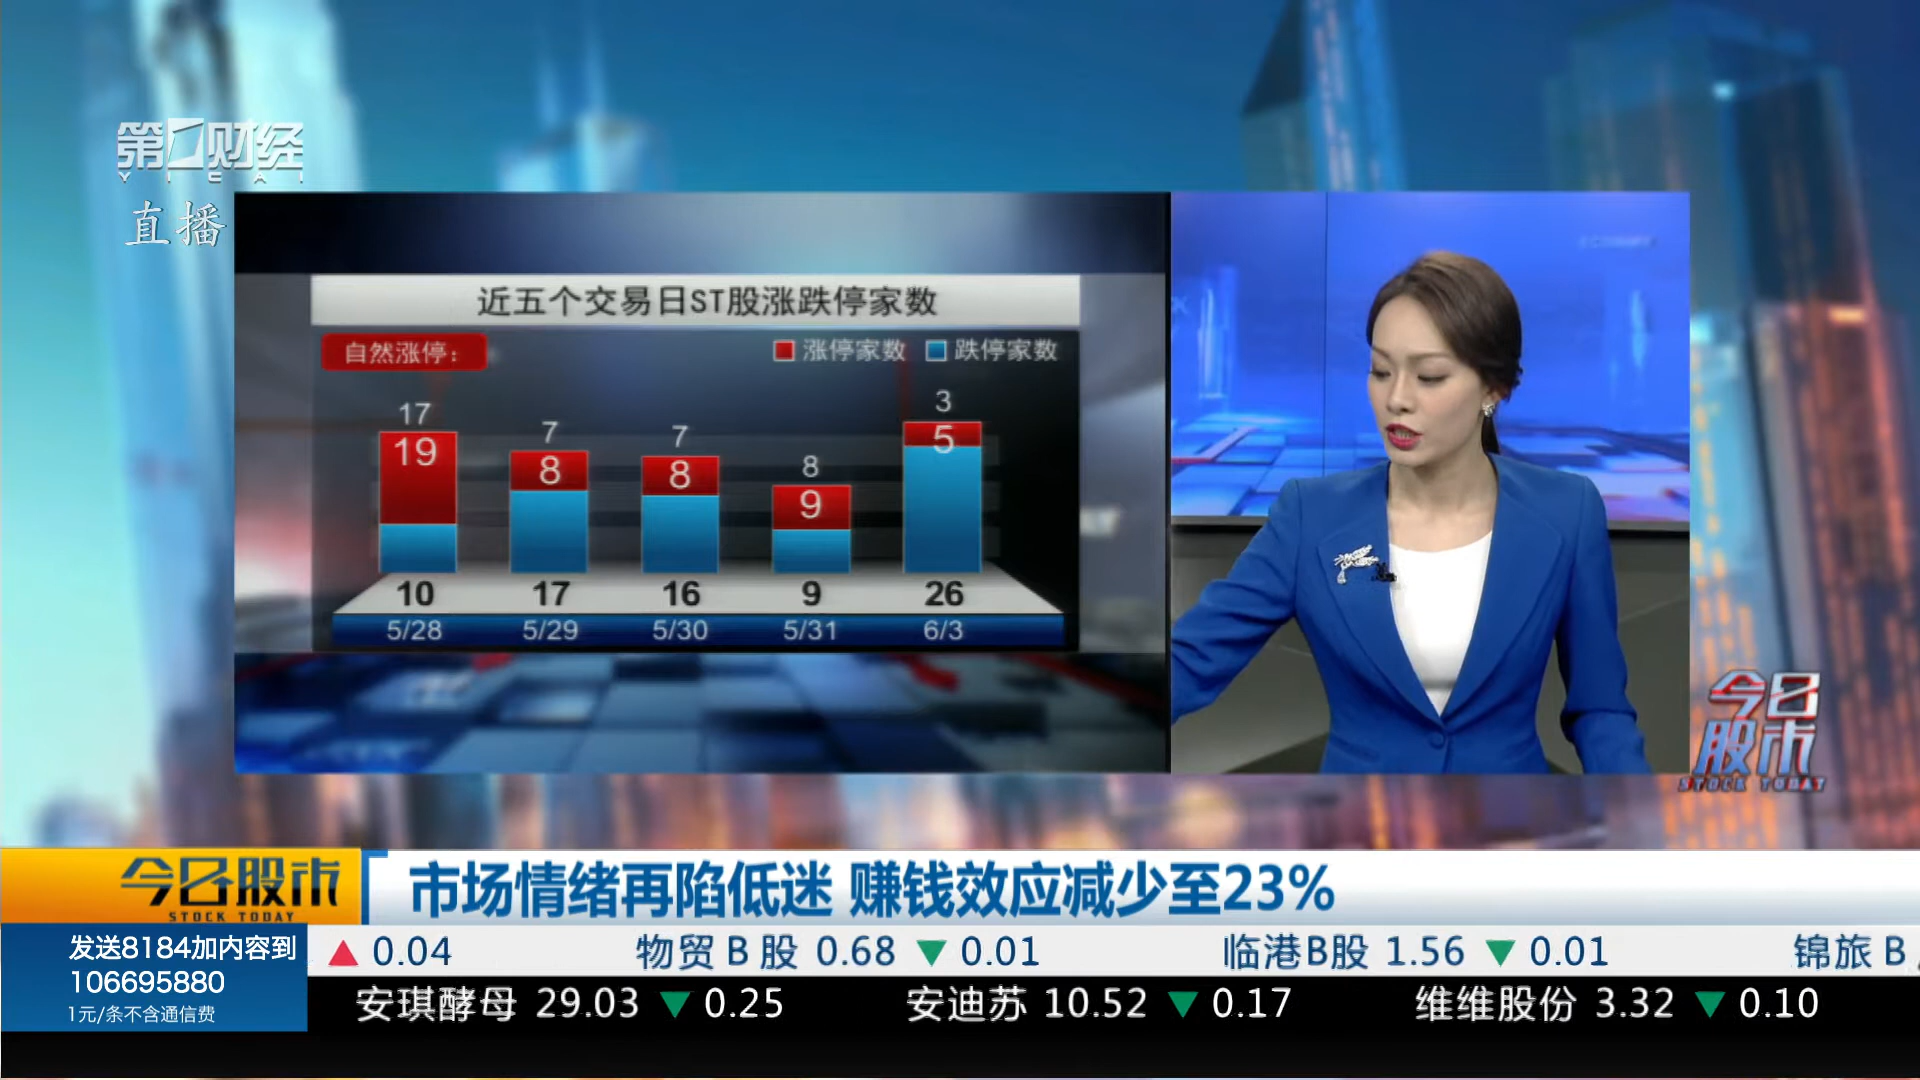 第一财经
YICAI
直播
近五个交易日ST股涨跌停家数
自然涨停:
涨停家数 跌停家数
17 7 7 8 3
19 8 8 9 5
10 17 16 9 26
5/28 5/29 5/30 5/31 6/3
今日股市
STOCK TODAY
今日股市
STOCK TODAY
市场情绪再陷低迷 赚钱效应减少至23%
发送8184加内容到
106695880
1元/条不含通信费
▲ 0.04 物贸B股 0.68 ▼ 0.01 临港B股 1.56 ▼ 0.01 锦旅B
安琪酵母 29.03 ▼ 0.25 安迪苏 10.52 ▼ 0.17 维维股份 3.32 ▼ 0.10